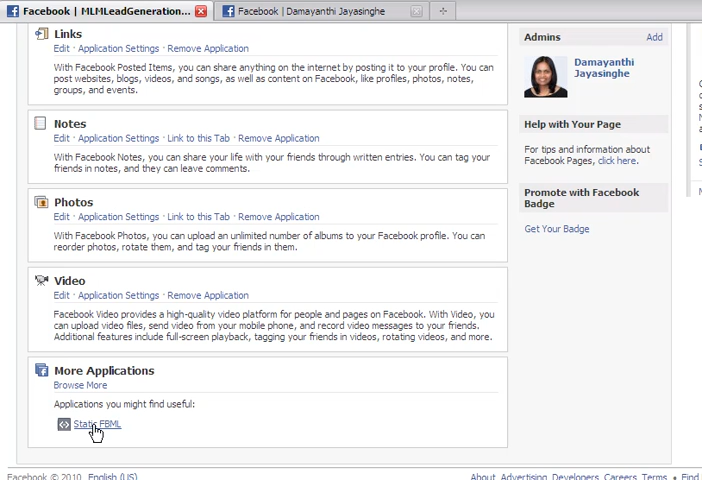 Facebook | MLMLeadGeneration...
Facebook | Damayanthi Jayasinghe
Links
Edit · Application Settings · Remove Application
With Facebook Posted Items, you can share anything on the internet by posting it to your profile. You can
post websites, blogs, videos, and songs, as well as content on Facebook, like profiles, photos, notes,
groups, and events.
Notes
Edit · Application Settings · Link to this Tab · Remove Application
With Facebook Notes, you can share your life with your friends through written entries. You can tag your
friends in notes, and they can leave comments.
Photos
Edit · Application Settings · Link to this Tab · Remove Application
With Facebook Photos, you can upload an unlimited number of albums to your Facebook profile. You can
reorder photos, rotate them, and tag your friends in them.
Video
Edit · Application Settings · Remove Application
Facebook Video provides a high-quality video platform for people and pages on Facebook. With Video, you
can upload video files, send video from your mobile phone, and record video messages to your friends.
Additional features include full-screen playback, tagging your friends in videos, rotating videos, and more.
More Applications
Browse More
Applications you might find useful:
Static FBML
Admins
Add
Damayanthi
Jayasinghe
Help with Your Page
For tips and information about
Facebook Pages, click here.
Promote with Facebook
Badge
Get Your Badge
Facebook © 2010 English (US)
About Advertising Developers Careers Terms • Find